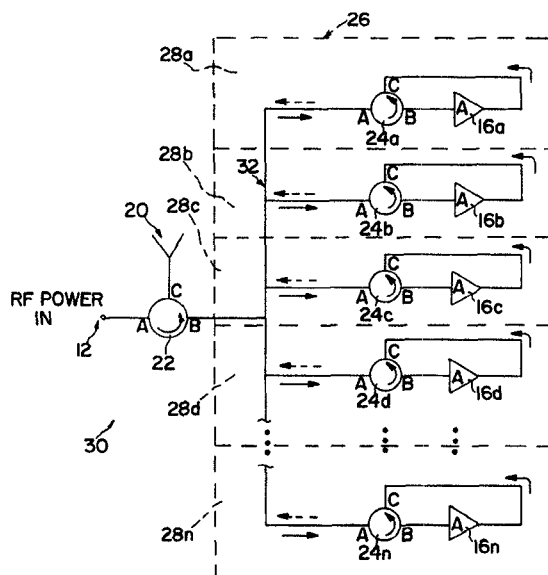 26
28a
C
A
B
A
24a
16a
28b
32
C
A
B
A
24b
16b
28c
20
C
A
B
A
24c
16c
C
RF POWER
IN
A
B
12
22
28d
C
A
B
A
24d
16d
30
28n
C
A
B
A
24n
16n